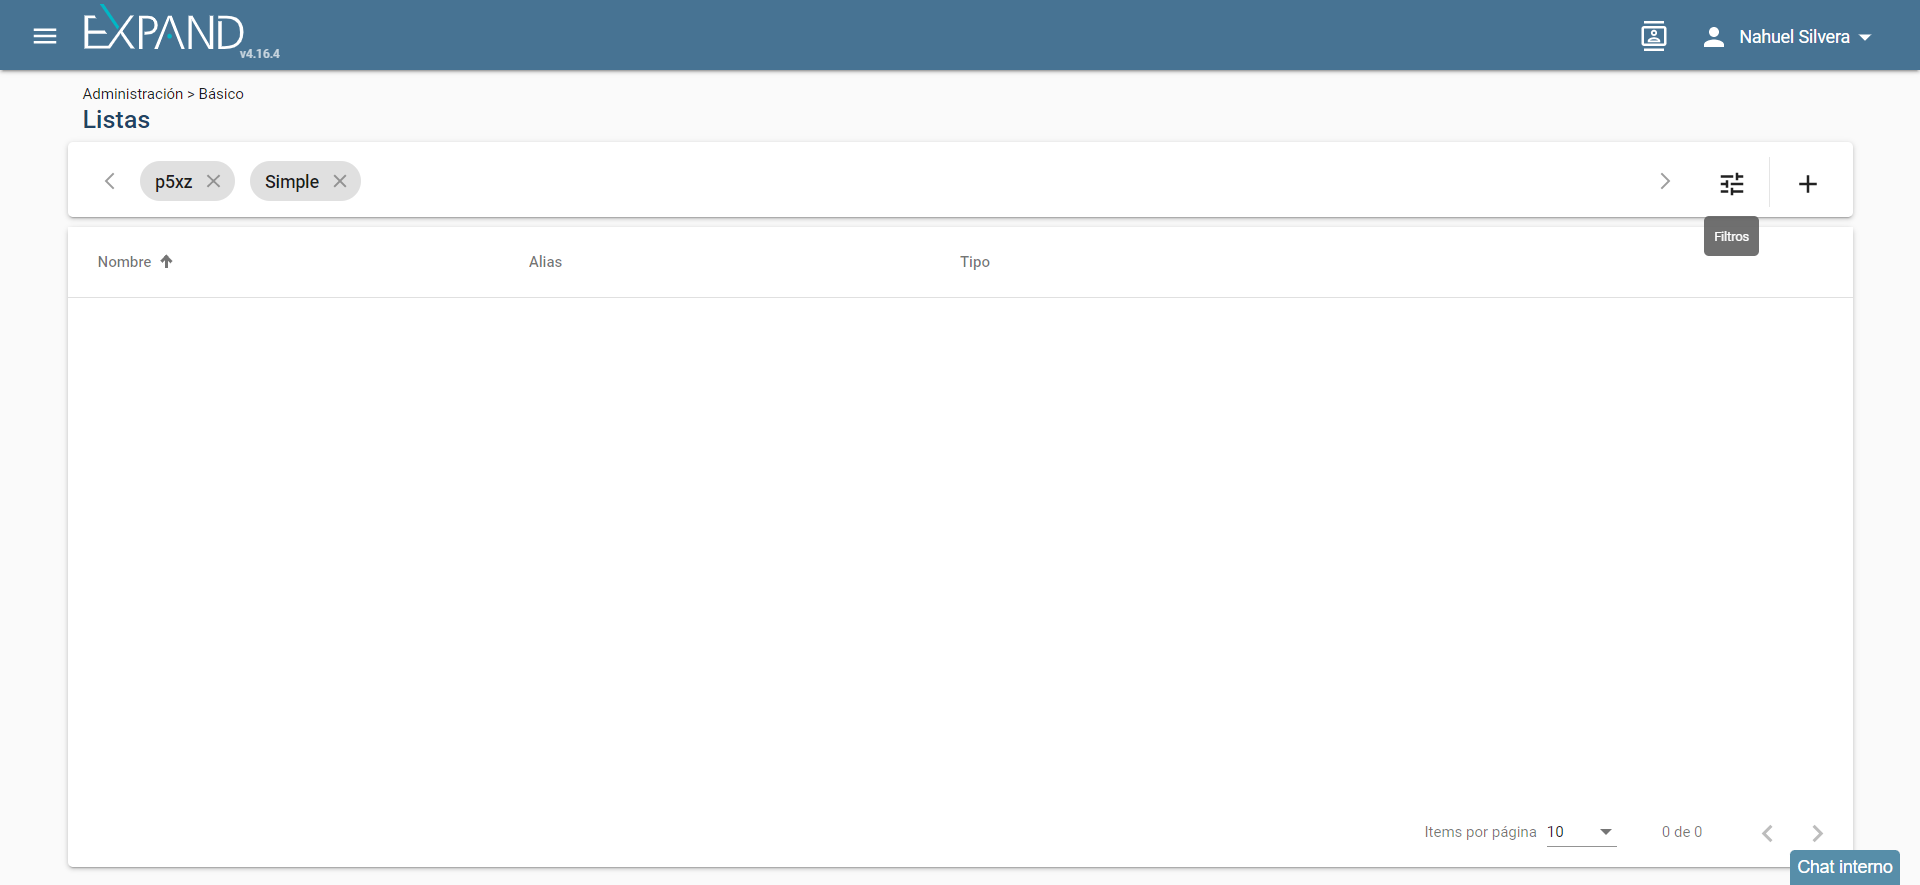 EXPAND
v4.16.4
Nahuel Silvera
Administración > Básico
Listas
p5xz
Simple
Filtros
Nombre
Alias
Tipo
Items por página 10
0 de 0
Chat interno